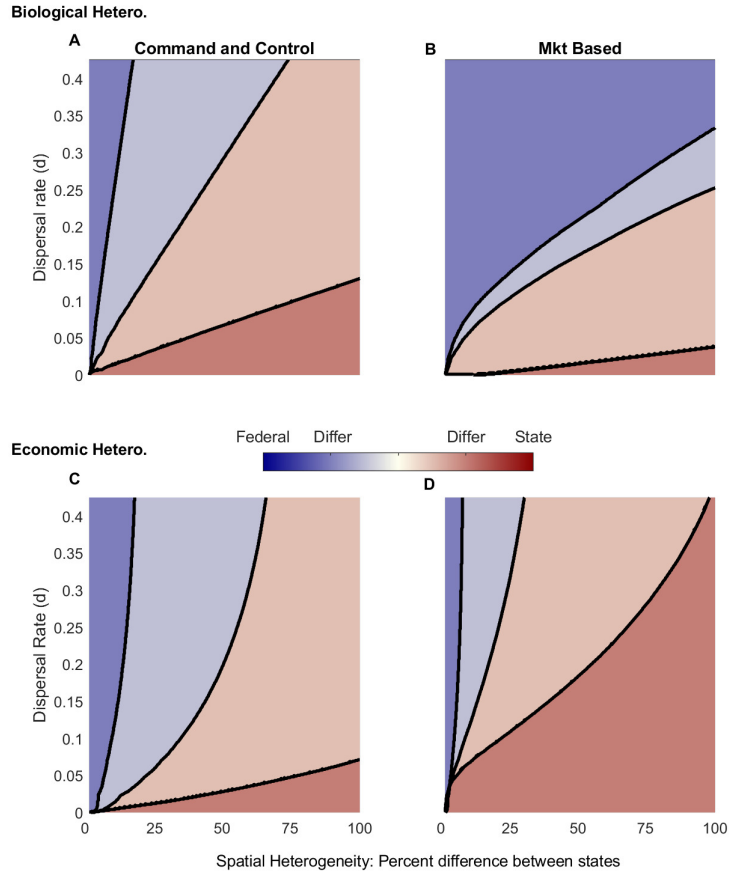 Biological Hetero.
A
Command and Control
B
Mkt Based
Dispersal rate (d)
0.4
0.35
0.3
0.25
0.2
0.15
0.1
0.05
0
Economic Hetero.
Federal Differ Differ State
C
D
Dispersal Rate (d)
0.4
0.35
0.3
0.25
0.2
0.15
0.1
0.05
0
0 25 50 75 100
0 25 50 75 100
Spatial Heterogeneity: Percent difference between states